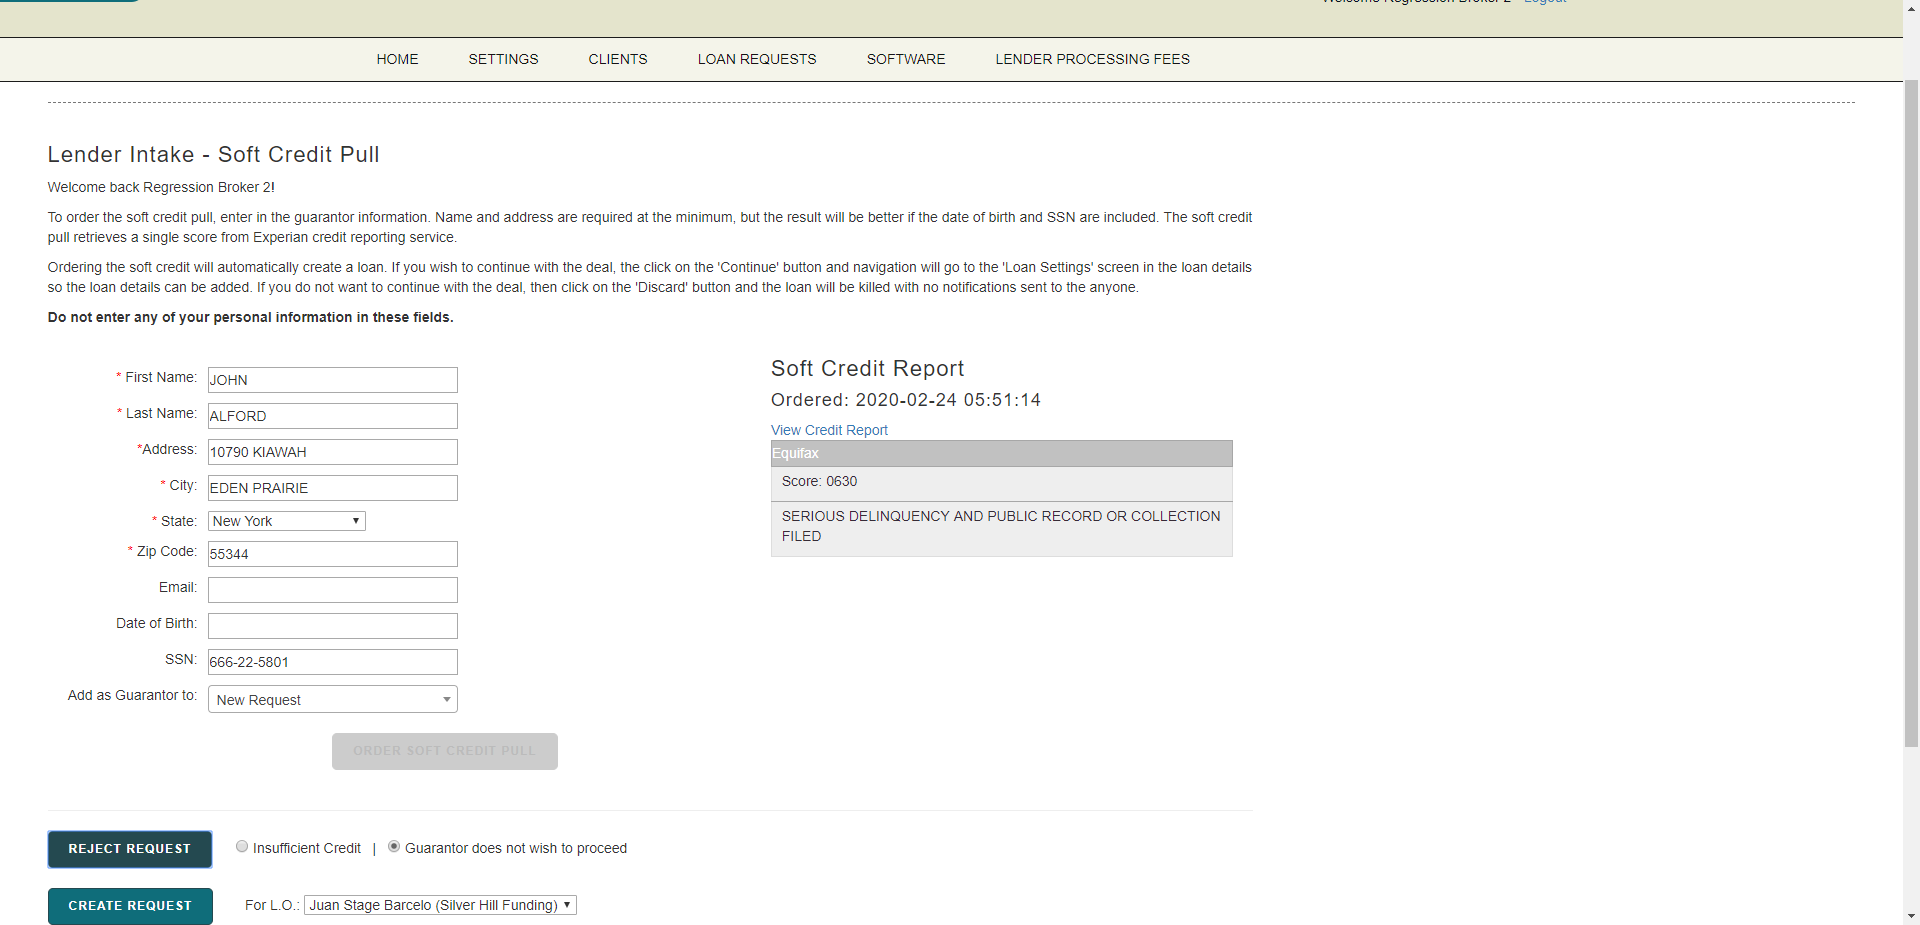 Welcome Regression Broker 2 Logout
HOME SETTINGS CLIENTS LOAN REQUESTS SOFTWARE LENDER PROCESSING FEES
Lender Intake - Soft Credit Pull
Welcome back Regression Broker 2!
To order the soft credit pull, enter in the guarantor information. Name and address are required at the minimum, but the result will be better if the date of birth and SSN are included. The soft credit
pull retrieves a single score from Experian credit reporting service.
Ordering the soft credit will automatically create a loan. If you wish to continue with the deal, the click on the 'Continue' button and navigation will go to the 'Loan Settings' screen in the loan details
so the loan details can be added. If you do not want to continue with the deal, then click on the 'Discard' button and the loan will be killed with no notifications sent to the anyone.
Do not enter any of your personal information in these fields.
* First Name: JOHN
* Last Name: ALFORD
*Address: 10790 KIAWAH
* City: EDEN PRAIRIE
* State: New York
* Zip Code: 55344
Email:
Date of Birth:
SSN: 666-22-5801
Add as Guarantor to: New Request
ORDER SOFT CREDIT PULL
Soft Credit Report
Ordered: 2020-02-24 05:51:14
View Credit Report
Equifax
Score: 0630
SERIOUS DELINQUENCY AND PUBLIC RECORD OR COLLECTION
FILED
REJECT REQUEST Insufficient Credit | Guarantor does not wish to proceed
CREATE REQUEST For L.O.: Juan Stage Barcelo (Silver Hill Funding)